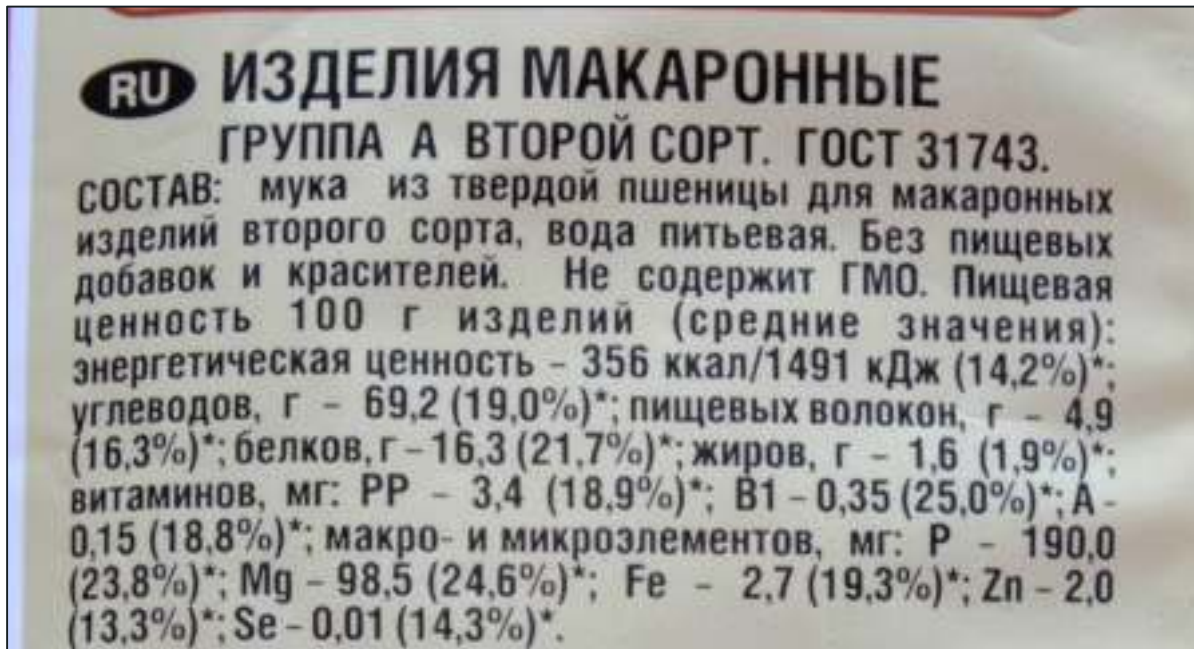 RU ИЗДЕЛИЯ МАКАРОННЫЕ
ГРУППА А ВТОРОЙ СОРТ. ГОСТ 31743.
СОСТАВ: мука из твердой пшеницы для макаронных
изделий второго сорта, вода питьевая. Без пищевых
добавок и красителей. Не содержит ГМО. Пищевая
ценность 100 г изделий (средние значения):
энергетическая ценность – 356 ккал/1491 кДж (14,2%)*;
углеводов, г – 69,2 (19,0%)*; пищевых волокон, г – 4,9
(16,3%)*; белков, г – 16,3 (21,7%)*; жиров, г – 1,6 (1,9%)*;
витаминов, мг: РР – 3,4 (18,9%)*; В1 – 0,35 (25,0%)*; А -
0,15 (18,8%)*; макро- и микроэлементов, мг: Р – 190,0
(23,8%)*; Mg – 98,5 (24,6%)*; Fe – 2,7 (19,3%)*; Zn – 2,0
(13,3%)*; Se – 0,01 (14,3%)*.